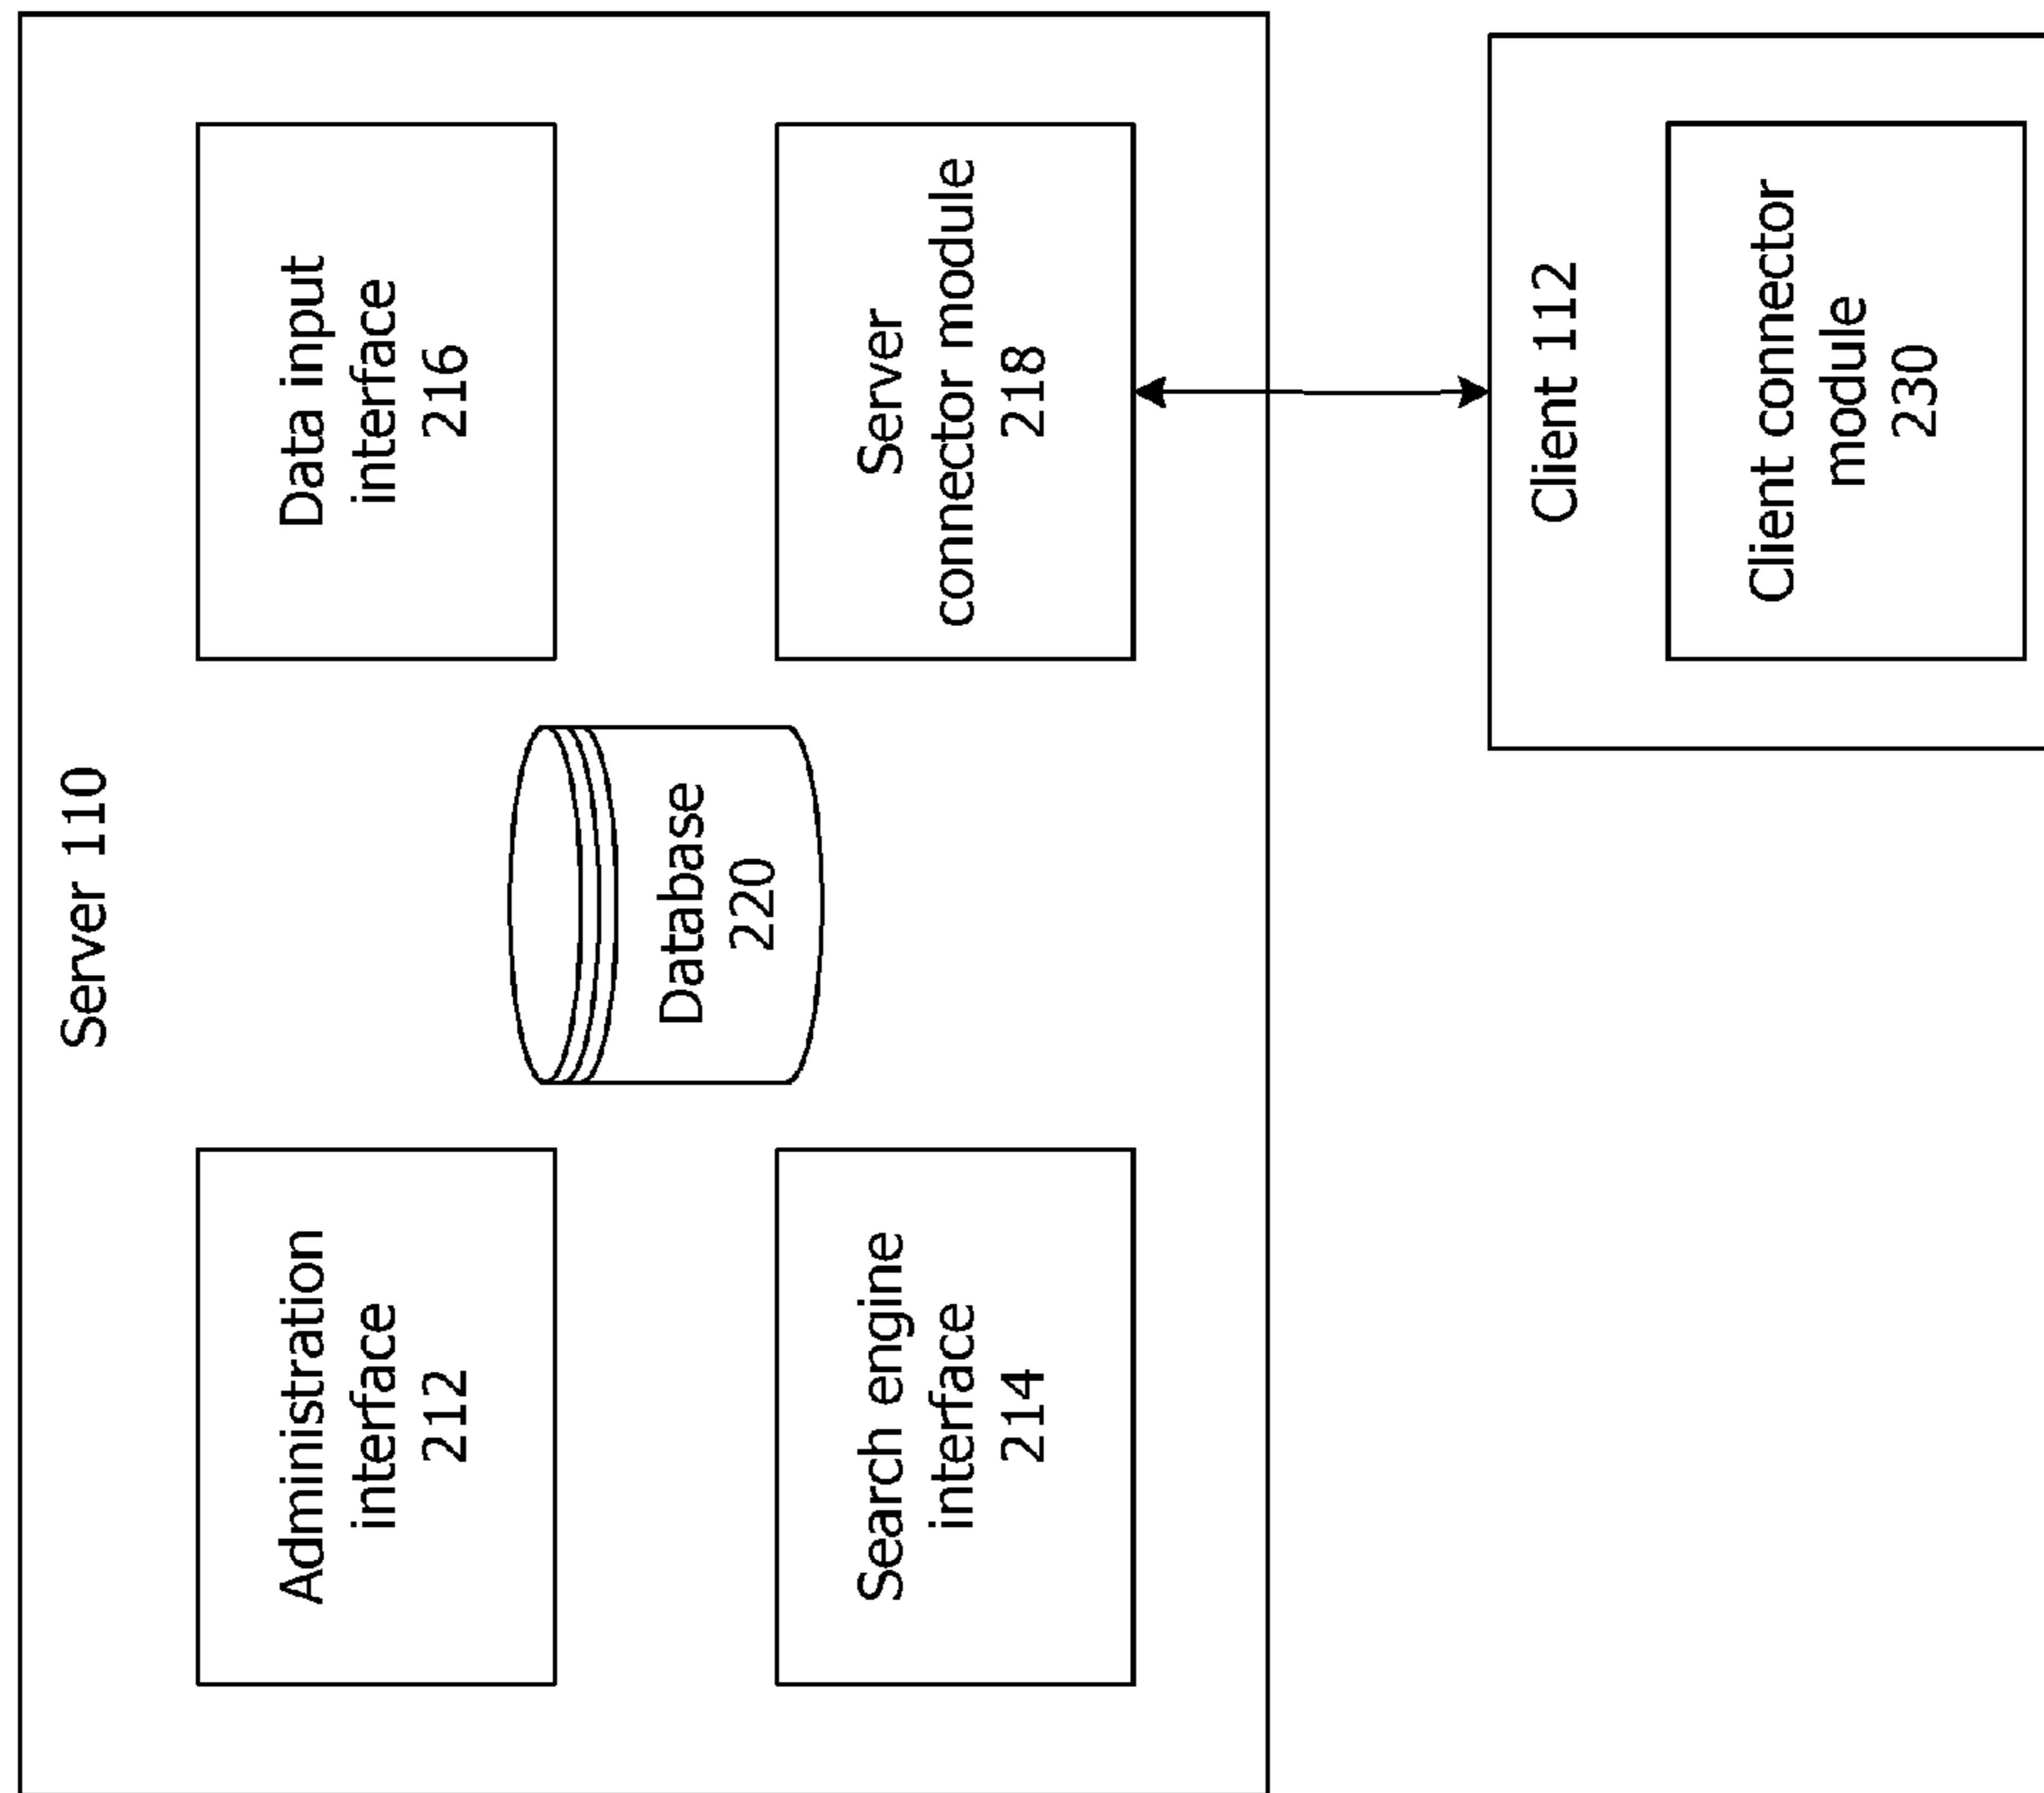 Server 110
Administration
interface
212
Data input
interface
216
Database
220
Search engine
interface
214
Server
connector module
218
Client 112
Client connector
module
230